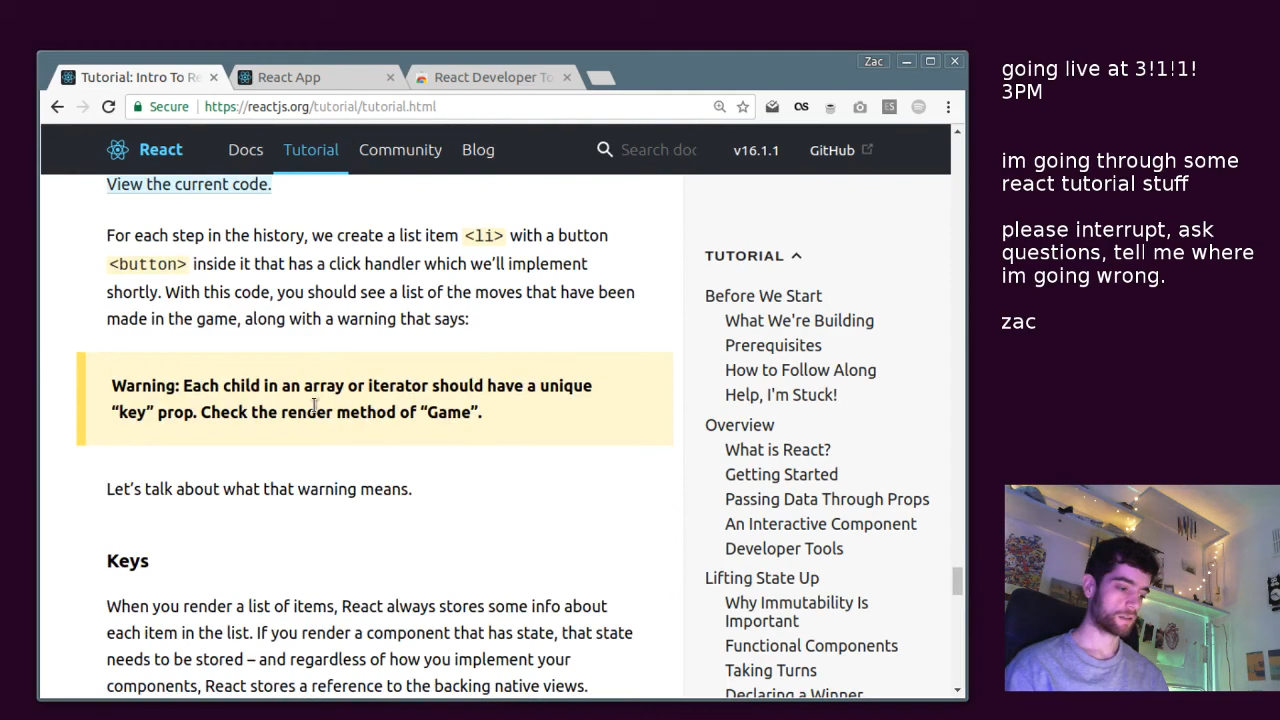 Zac
Tutorial: Intro To Re
React App
React Developer To
Secure https://reactjs.org/tutorial/tutorial.html
React Docs Tutorial Community Blog Search doc v16.1.1 GitHub
View the current code.
For each step in the history, we create a list item <li> with a button
<button> inside it that has a click handler which we’ll implement
shortly. With this code, you should see a list of the moves that have been
made in the game, along with a warning that says:
Warning: Each child in an array or iterator should have a unique
“key” prop. Check the render method of “Game”.
Let’s talk about what that warning means.
Keys
When you render a list of items, React always stores some info about
each item in the list. If you render a component that has state, that state
needs to be stored – and regardless of how you implement your
components, React stores a reference to the backing native views.
TUTORIAL
Before We Start
What We're Building
Prerequisites
How to Follow Along
Help, I'm Stuck!
Overview
What is React?
Getting Started
Passing Data Through Props
An Interactive Component
Developer Tools
Lifting State Up
Why Immutability Is
Important
Functional Components
Taking Turns
Declaring a Winner
going live at 3!1!1!
3PM
im going through some
react tutorial stuff
please interrupt, ask
questions, tell me where
im going wrong.
zac